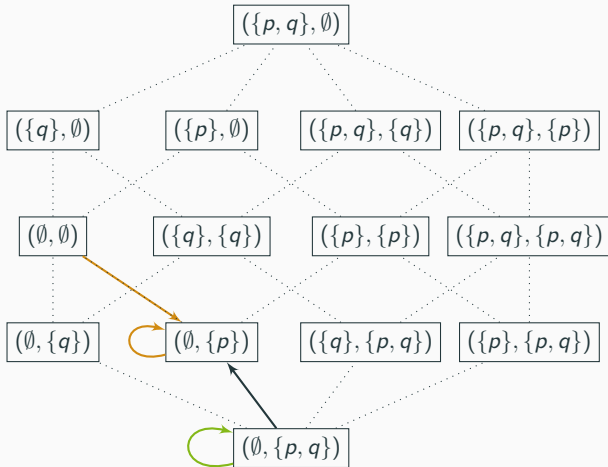 ({p, q}, ∅)
({q}, ∅) ({p}, ∅) ({p, q}, {q}) ({p, q}, {p})
(∅, ∅) ({q}, {q}) ({p}, {p}) ({p, q}, {p, q})
(∅, {q}) (∅, {p}) ({q}, {p, q}) ({p}, {p, q})
(∅, {p, q})